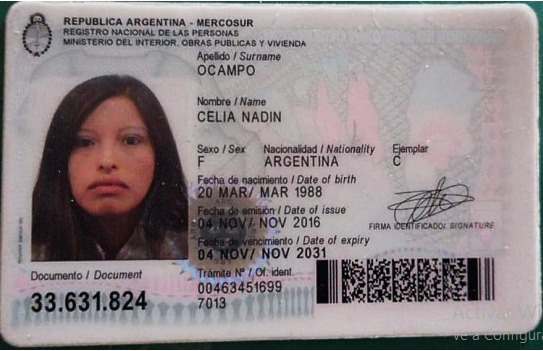 REPUBLICA ARGENTINA - MERCOSUR
REGISTRO NACIONAL DE LAS PERSONAS
MINISTERIO DEL INTERIOR, OBRAS PUBLICAS Y VIVIENDA
Apellido / Surname
OCAMPO
Nombre / Name
CELIA NADIN
Sexo / Sex Nacionalidad / Nationality Ejemplar
F ARGENTINA C
Fecha de nacimiento / Date of birth
20 MAR/ MAR 1988
Fecha de emisión / Date of issue
04 NOV/ NOV 2016
FIRMA IDENTIFICADO/ SIGNATURE
Fecha de vencimiento / Date of expiry
04 NOV/ NOV 2031
Documento / Document
33.631.824
Trámite Nº / Of. ident.
00463451699
7013
Activar W
ve a Configura